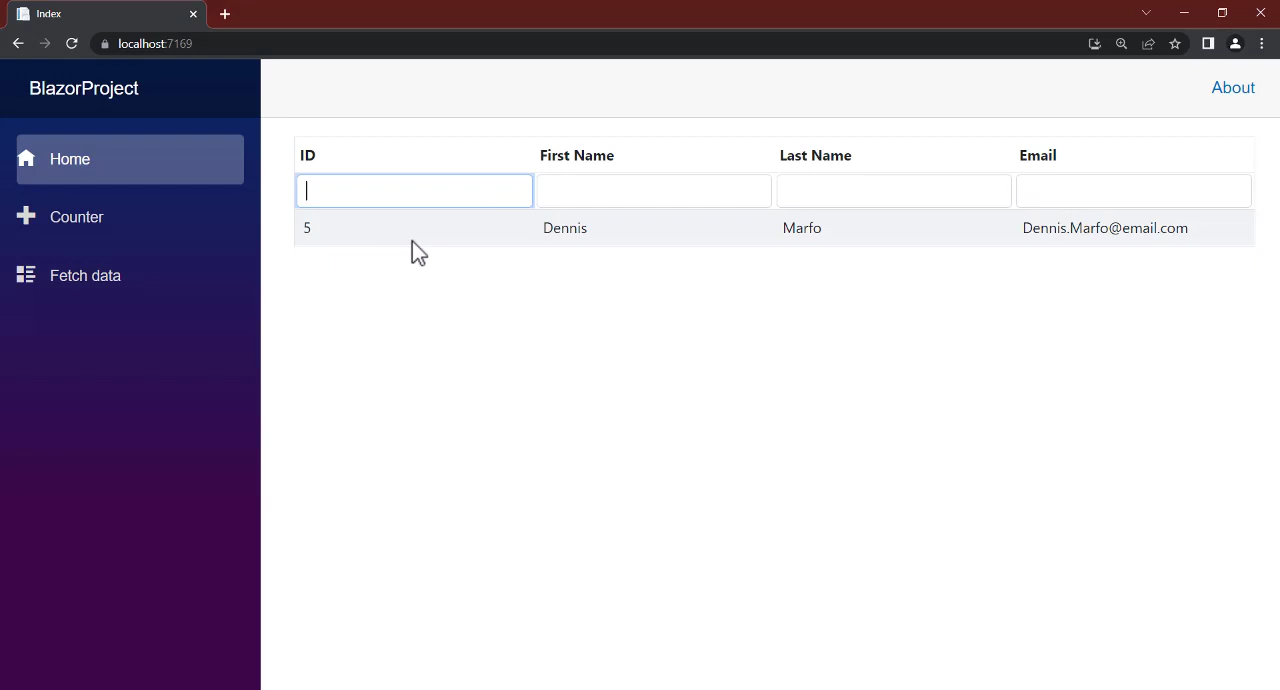 Index
localhost:7169
BlazorProject
About
Home
Counter
Fetch data
ID First Name Last Name Email
5 Dennis Marfo Dennis.Marfo@email.com